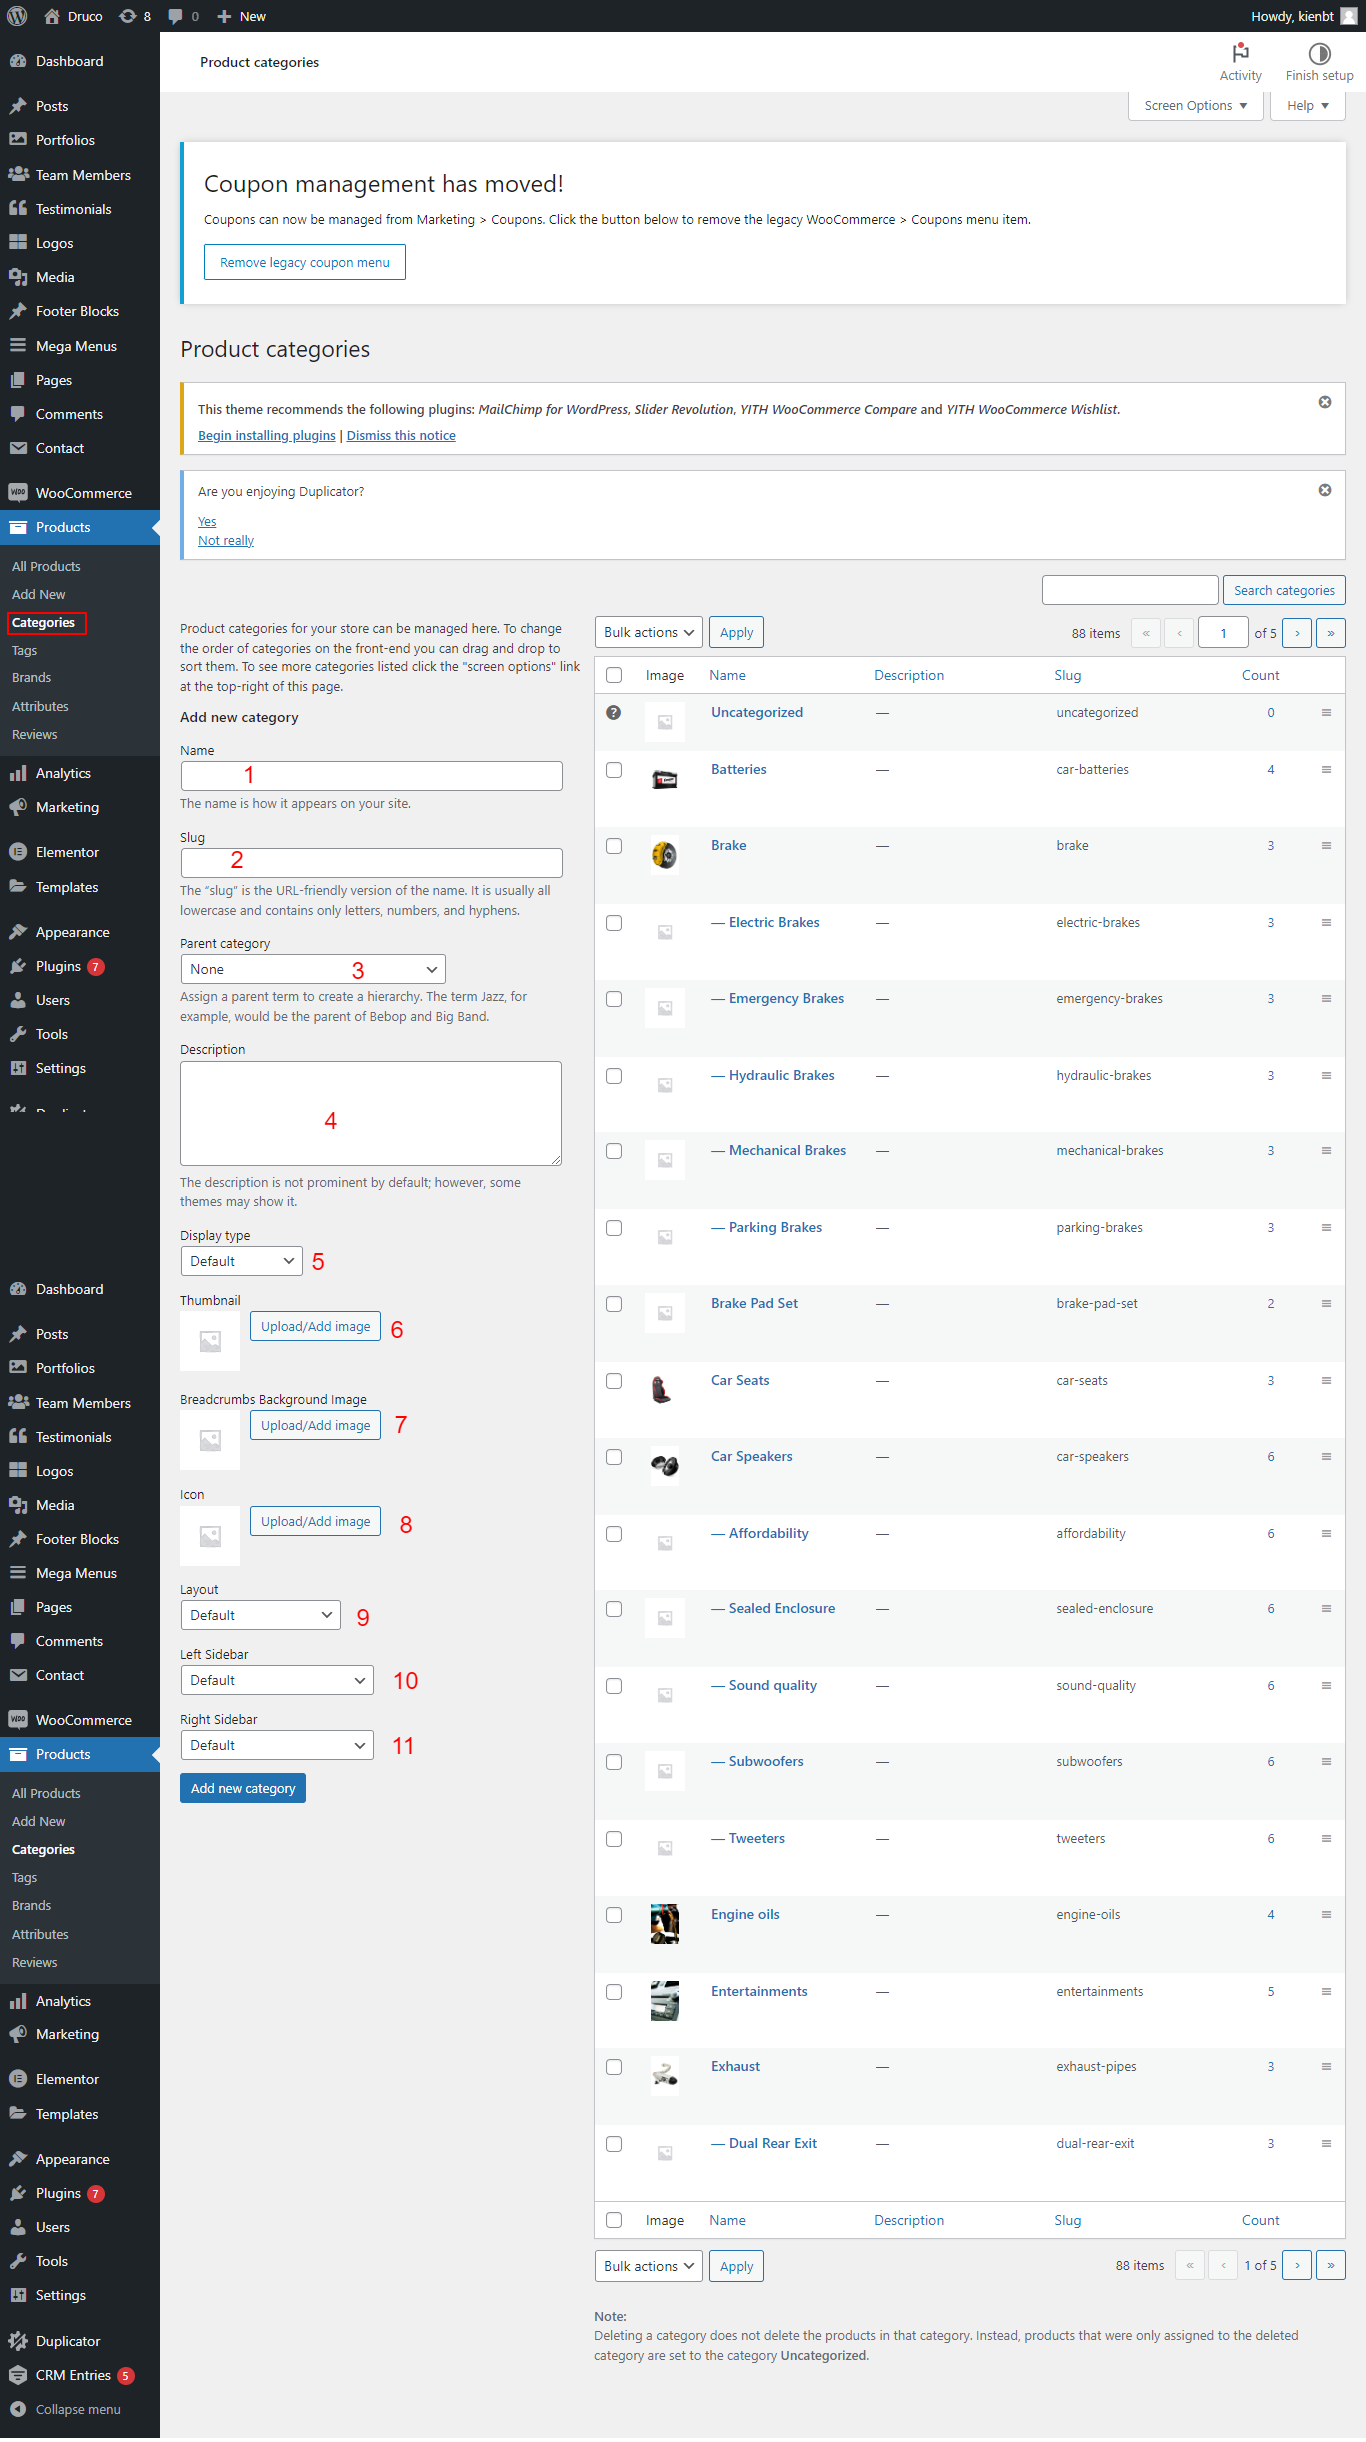 Druco 8 0 New
Howdy, kienbt
Dashboard
Posts
Portfolios
Team Members
Testimonials
Logos
Media
Footer Blocks
Mega Menus
Pages
Comments
Contact
WooCommerce
Products
All Products
Add New
Categories
Tags
Brands
Attributes
Reviews
Analytics
Marketing
Elementor
Templates
Appearance
Plugins 7
Users
Tools
Settings
Dashboard
Posts
Portfolios
Team Members
Testimonials
Logos
Media
Footer Blocks
Mega Menus
Pages
Comments
Contact
WooCommerce
Products
All Products
Add New
Categories
Tags
Brands
Attributes
Reviews
Analytics
Marketing
Elementor
Templates
Appearance
Plugins 7
Users
Tools
Settings
Duplicator
CRM Entries 5
Collapse menu
Product categories
Activity
Finish setup
Screen Options
Help
Coupon management has moved!
Coupons can now be managed from Marketing > Coupons. Click the button below to remove the legacy WooCommerce > Coupons menu item.
Remove legacy coupon menu
Product categories
This theme recommends the following plugins: MailChimp for WordPress, Slider Revolution, YITH WooCommerce Compare and YITH WooCommerce Wishlist.
Begin installing plugins | Dismiss this notice
Are you enjoying Duplicator?
Yes
Not really
Search categories
Product categories for your store can be managed here. To change
the order of categories on the front-end you can drag and drop to
sort them. To see more categories listed click the "screen options" link
at the top-right of this page.
Add new category
Name
1
The name is how it appears on your site.
Slug
2
The “slug” is the URL-friendly version of the name. It is usually all
lowercase and contains only letters, numbers, and hyphens.
Parent category
None 3
Assign a parent term to create a hierarchy. The term Jazz, for
example, would be the parent of Bebop and Big Band.
Description
4
The description is not prominent by default; however, some
themes may show it.
Display type
Default 5
Thumbnail
Upload/Add image 6
Breadcrumbs Background Image
Upload/Add image 7
Icon
Upload/Add image 8
Layout
Default 9
Left Sidebar
Default 10
Right Sidebar
Default 11
Add new category
Bulk actions Apply 88 items « ‹ 1 of 5 › »
Image Name Description Slug Count
Uncategorized — uncategorized 0
Batteries — car-batteries 4
Brake — brake 3
— Electric Brakes — electric-brakes 3
— Emergency Brakes — emergency-brakes 3
— Hydraulic Brakes — hydraulic-brakes 3
— Mechanical Brakes — mechanical-brakes 3
— Parking Brakes — parking-brakes 3
Brake Pad Set — brake-pad-set 2
Car Seats — car-seats 3
Car Speakers — car-speakers 6
— Affordability — affordability 6
— Sealed Enclosure — sealed-enclosure 6
— Sound quality — sound-quality 6
— Subwoofers — subwoofers 6
— Tweeters — tweeters 6
Engine oils — engine-oils 4
Entertainments — entertainments 5
Exhaust — exhaust-pipes 3
— Dual Rear Exit — dual-rear-exit 3
Image Name Description Slug Count
Bulk actions Apply 88 items « ‹ 1 of 5 › »
Note:
Deleting a category does not delete the products in that category. Instead, products that were only assigned to the deleted
category are set to the category Uncategorized.